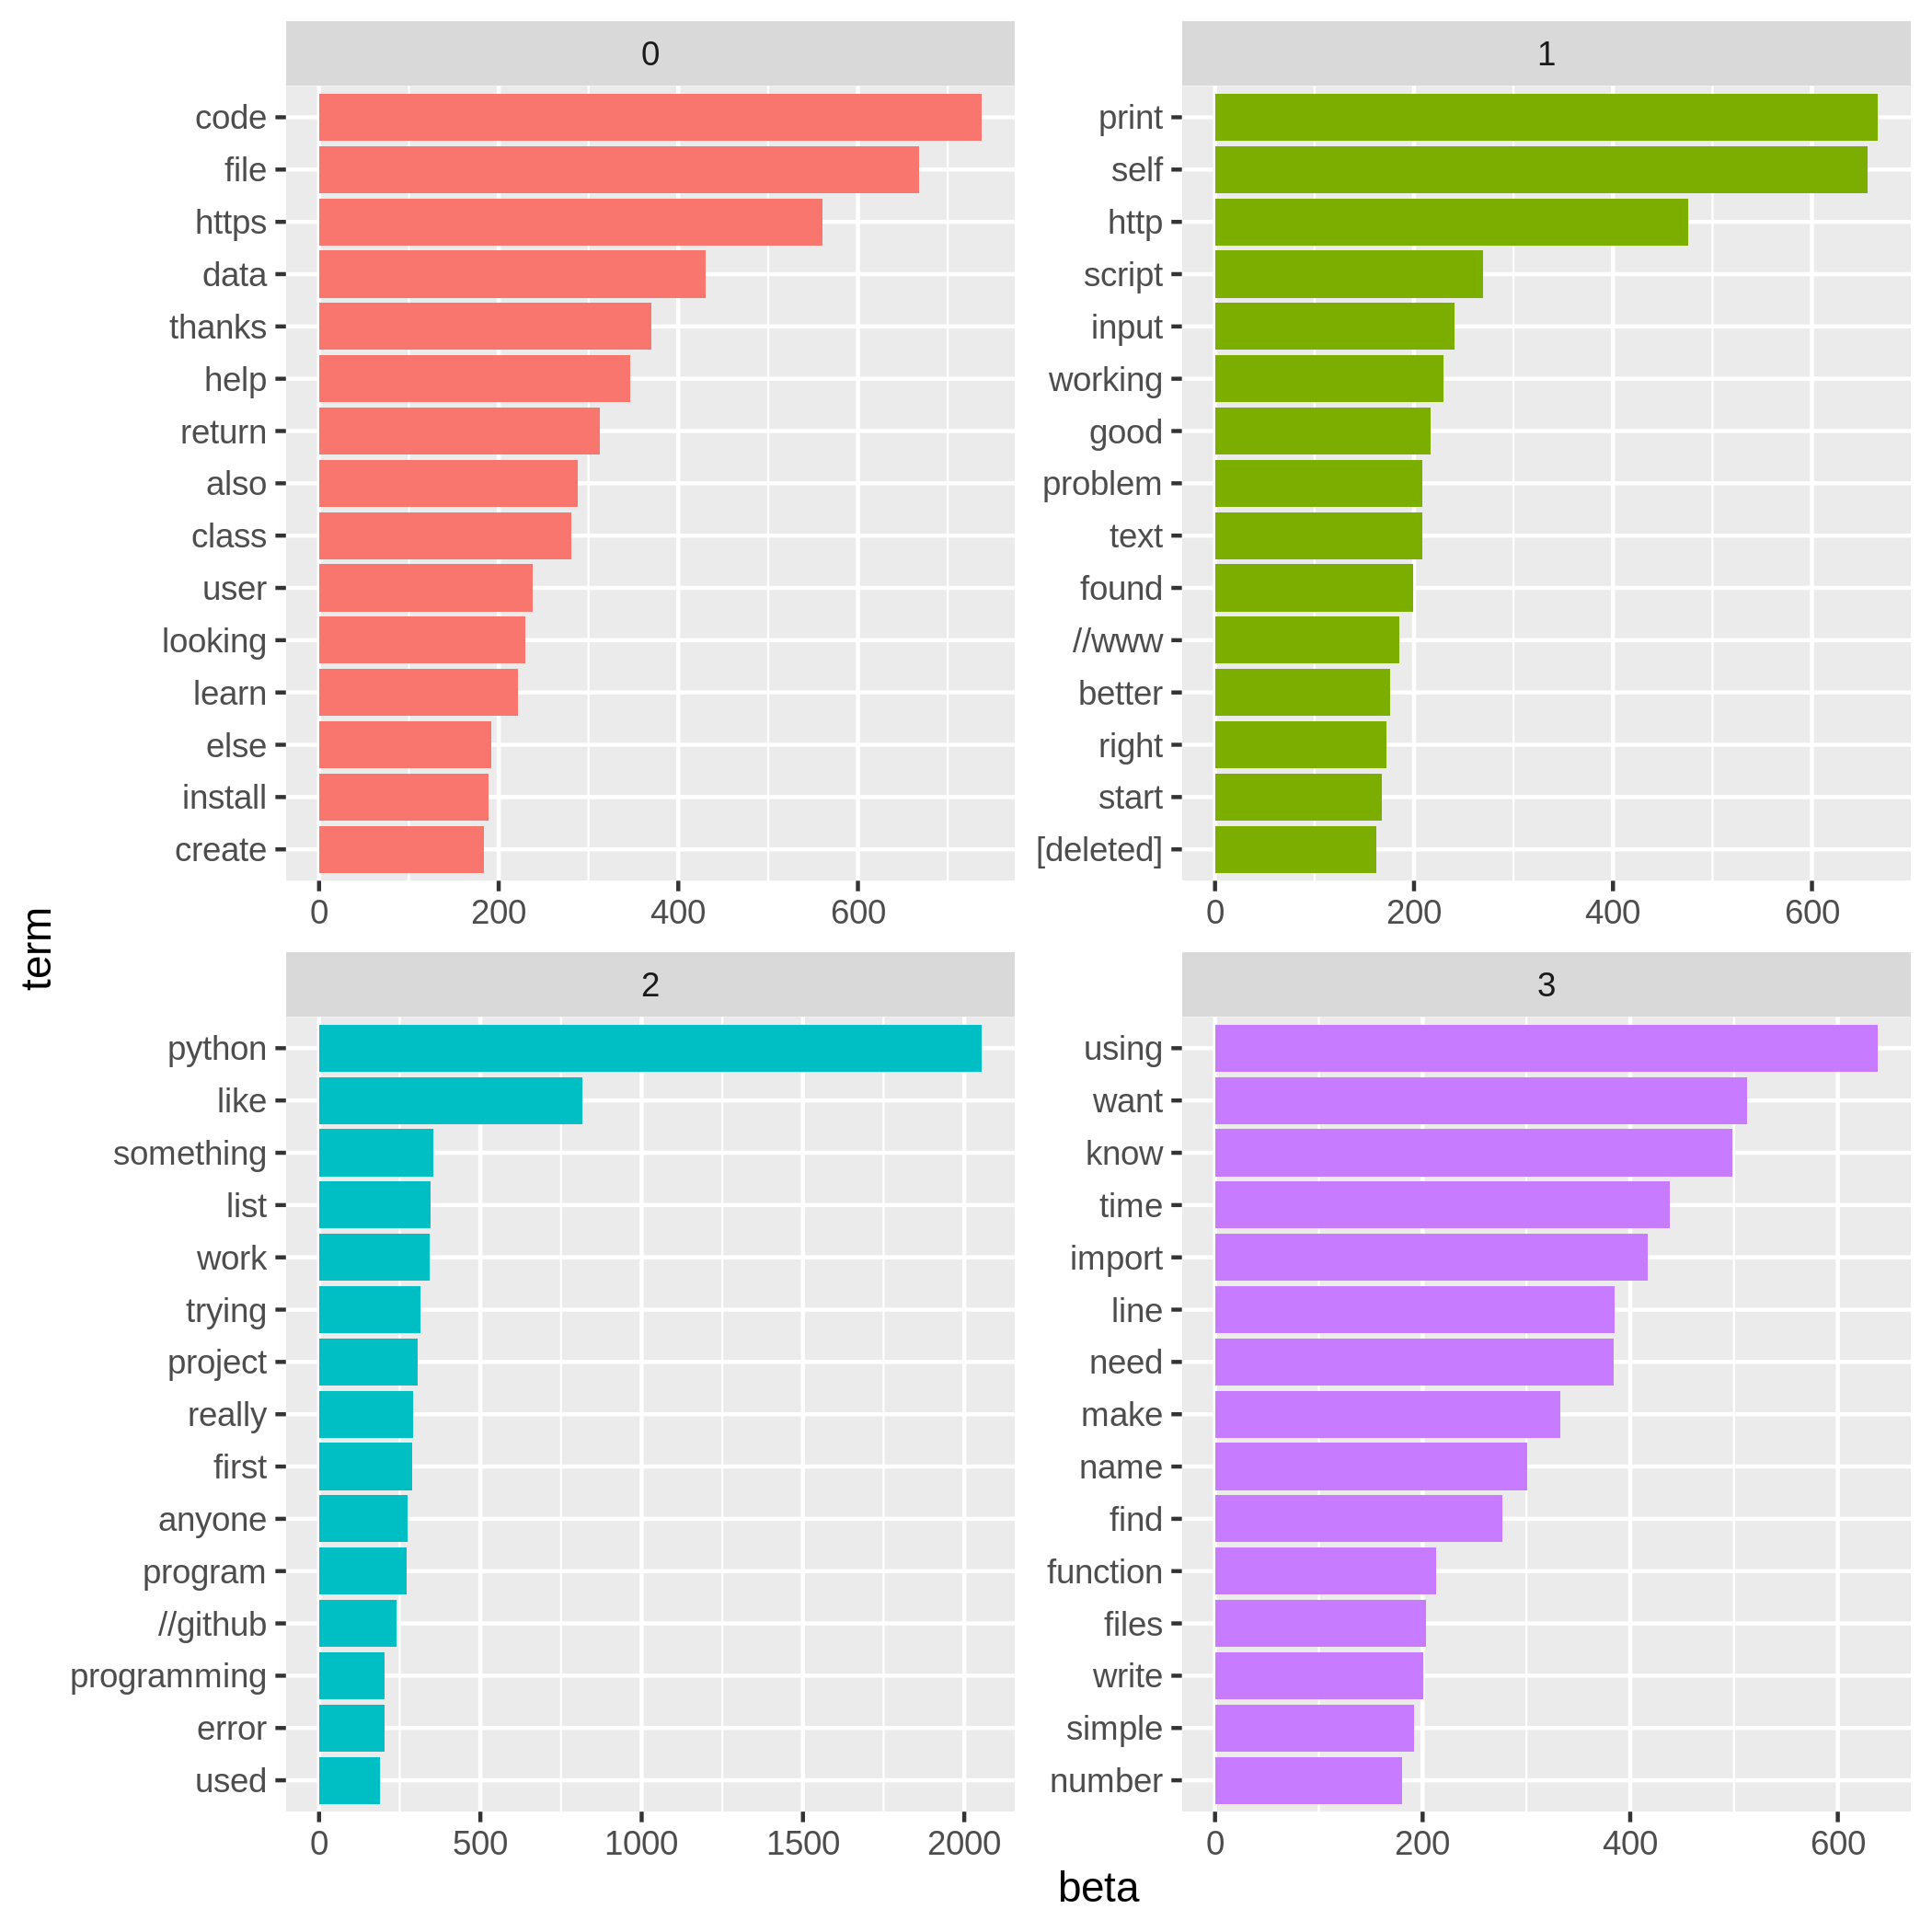 0
code
file
https
data
thanks
help
return
also
class
user
looking
learn
else
install
create
0 200 400 600
1
print
self
http
script
input
working
good
problem
text
found
//www
better
right
start
[deleted]
0 200 400 600
term
2
python
like
something
list
work
trying
project
really
first
anyone
program
//github
programming
error
used
0 500 1000 1500 2000
3
using
want
know
time
import
line
need
make
name
find
function
files
write
simple
number
0 200 400 600
beta